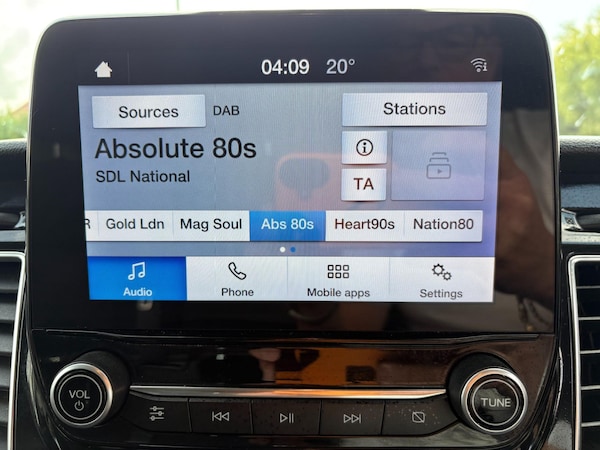 04:09 20°
Sources DAB Stations
Absolute 80s
SDL National
TA
R Gold Ldn Mag Soul Abs 80s Heart90s Nation80
Audio Phone Mobile apps Settings
VOL TUNE